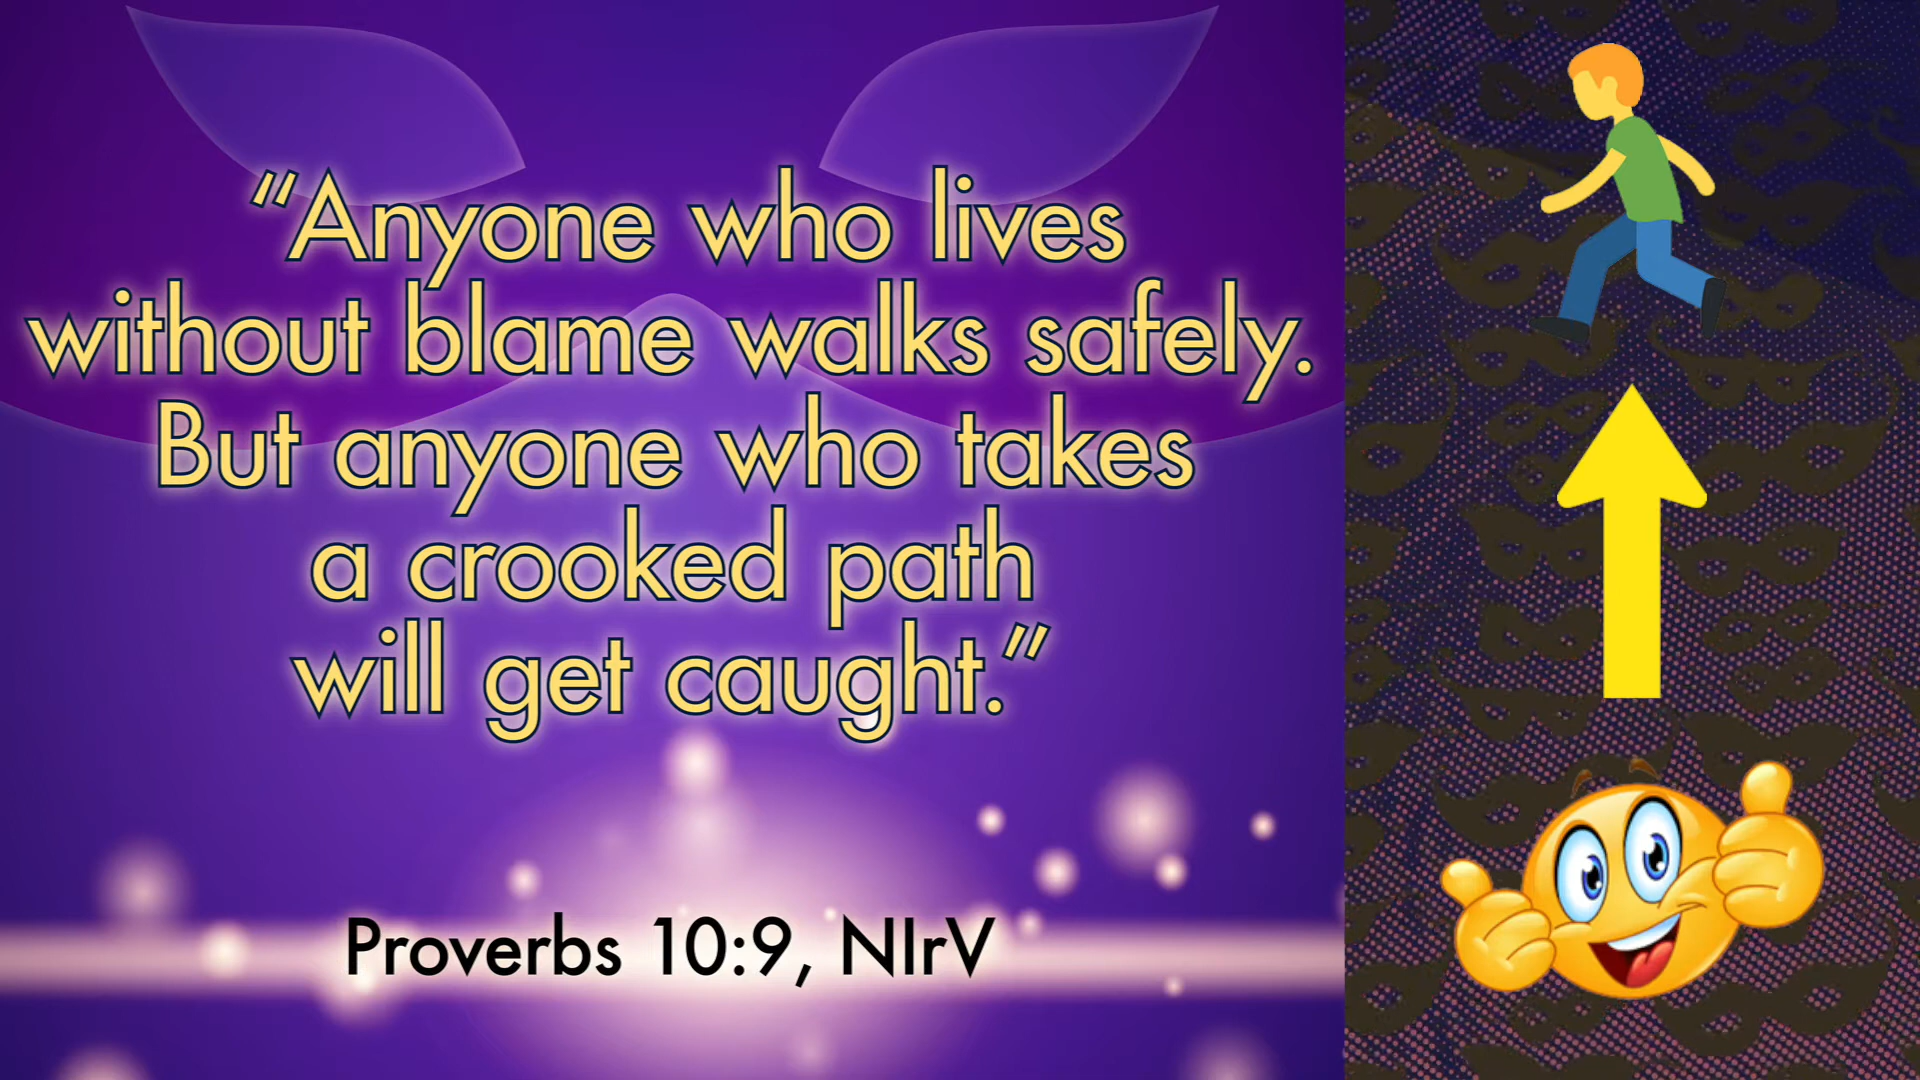 “Anyone who lives
without blame walks safely.
But anyone who takes
a crooked path
will get caught.”
Proverbs 10:9, NIrV